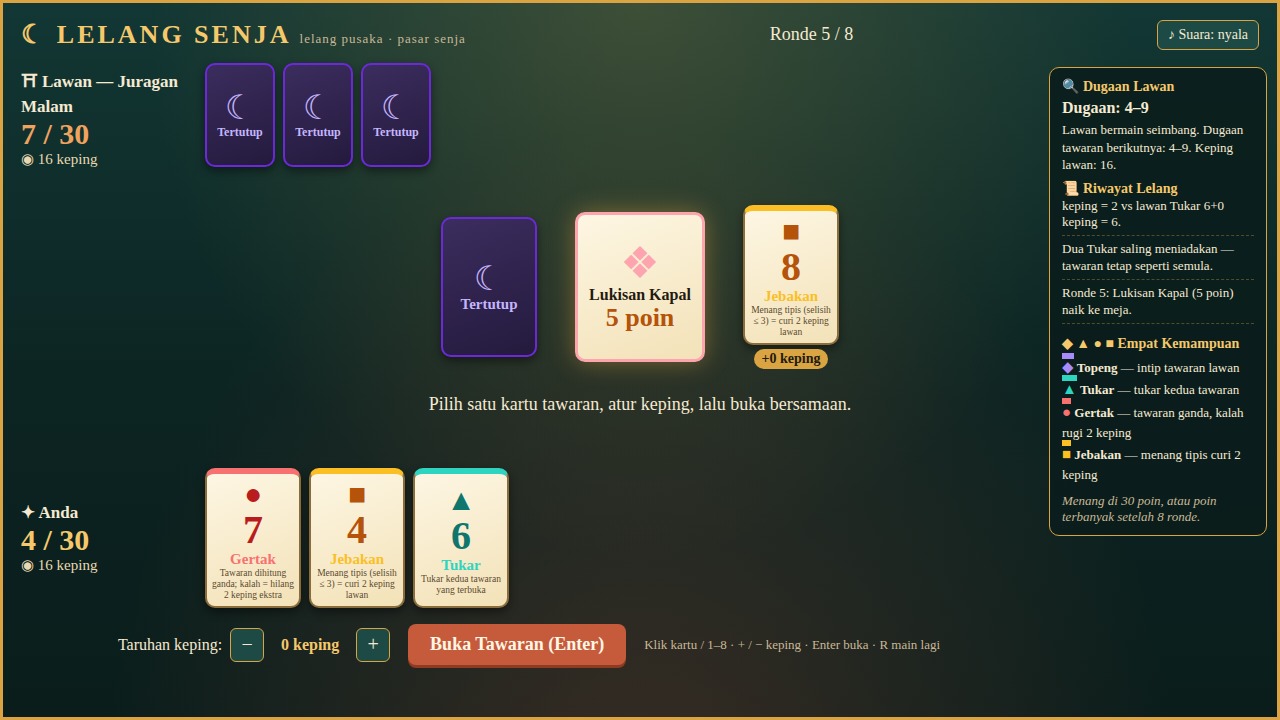 ☾ LELANG SENJA lelang pusaka · pasar senja
Ronde 5 / 8
♪ Suara: nyala
⛩ Lawan — Juragan
Malam
7 / 30
◉ 16 keping
☾
Tertutup
☾
Tertutup
☾
Tertutup
☾
Tertutup
❖
Lukisan Kapal
5 poin
■
8
Jebakan
Menang tipis (selisih
≤ 3) = curi 2 keping
lawan
+0 keping
Pilih satu kartu tawaran, atur keping, lalu buka bersamaan.
✦ Anda
4 / 30
◉ 16 keping
●
7
Gertak
Tawaran dihitung
ganda; kalah = hilang
2 keping ekstra
■
4
Jebakan
Menang tipis (selisih
≤ 3) = curi 2 keping
lawan
▲
6
Tukar
Tukar kedua tawaran
yang terbuka
Taruhan keping: − 0 keping + Buka Tawaran (Enter) Klik kartu / 1–8 · + / − keping · Enter buka · R main lagi
🔍 Dugaan Lawan
Dugaan: 4–9
Lawan bermain seimbang. Dugaan
tawaran berikutnya: 4–9. Keping
lawan: 16.
📜 Riwayat Lelang
keping = 2 vs lawan Tukar 6+0
keping = 6.
Dua Tukar saling meniadakan —
tawaran tetap seperti semula.
Ronde 5: Lukisan Kapal (5 poin)
naik ke meja.
◆ ▲ ● ■ Empat Kemampuan
◆ Topeng — intip tawaran lawan
▲ Tukar — tukar kedua tawaran
● Gertak — tawaran ganda, kalah
rugi 2 keping
■ Jebakan — menang tipis curi 2
keping
Menang di 30 poin, atau poin
terbanyak setelah 8 ronde.